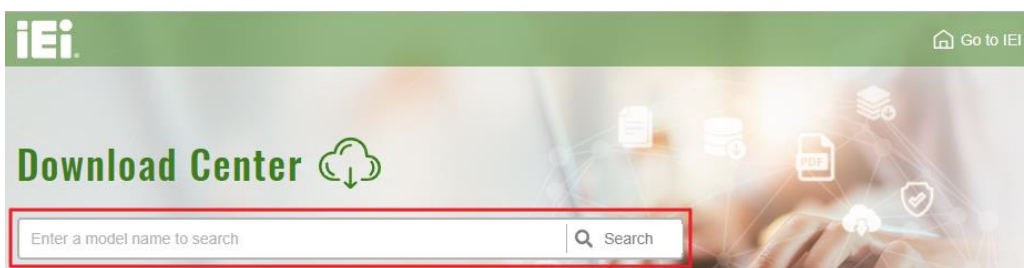 iEi.
Go to IEI
Download Center
Enter a model name to search
Search
PDF